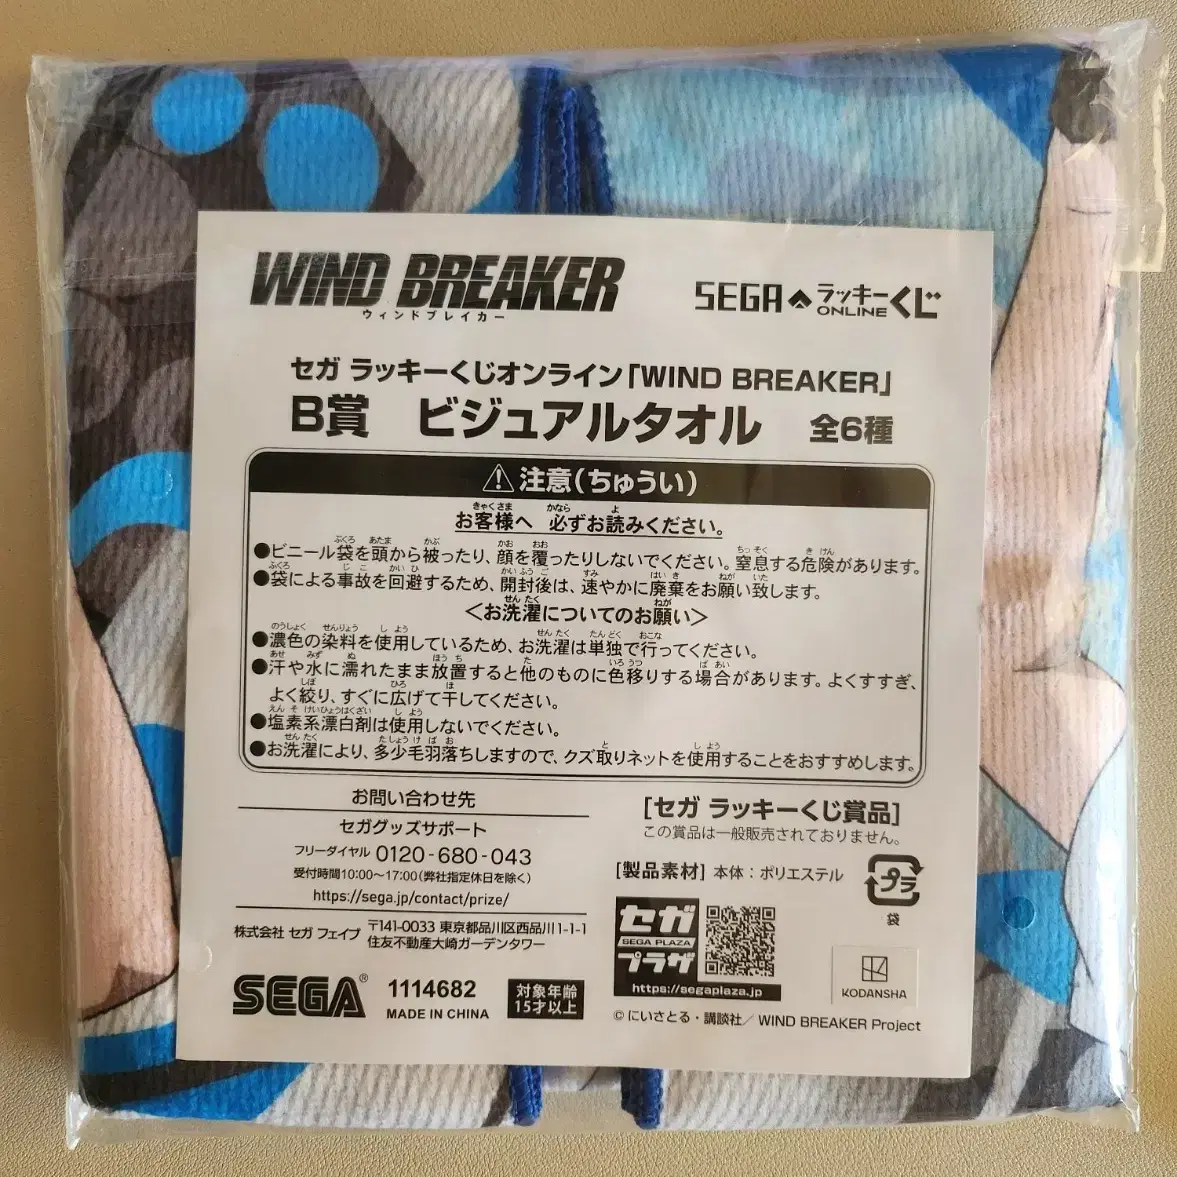 WIND BREAKER
ウィンドブレイカー
SEGA ラッキーくじ ONLINE
セガ ラッキーくじオンライン「WIND BREAKER」
B賞 ビジュアルタオル 全6種
注意(ちゅうい)
お客様へ 必ずお読みください。
●ビニール袋を頭から被ったり、顔を覆ったりしないでください。窒息する危険があります。
●袋による事故を回避するため、開封後は、速やかに廃棄をお願い致します。
<お洗濯についてのお願い>
●濃色の染料を使用しているため、お洗濯は単独で行ってください。
●汗や水に濡れたまま放置すると他のものに色移りする場合があります。よくすすぎ、
よく絞り、すぐに広げて干してください。
●塩素系漂白剤は使用しないでください。
●お洗濯により、多少毛羽落ちしますので、クズ取りネットを使用することをおすすめします。
お問い合わせ先
セガグッズサポート
フリーダイヤル 0120-680-043
受付時間10:00~17:00(弊社指定休日を除く)
https://sega.jp/contact/prize/
株式会社 セガ フェイブ 〒141-0033 東京都品川区西品川1-1-1
住友不動産大崎ガーデンタワー
SEGA® 1114682
MADE IN CHINA
対象年齢
15才以上
[セガ ラッキーくじ賞品]
この賞品は一般販売されておりません。
[製品素材] 本体:ポリエステル
プラ
袋
セガ
SEGA PLAZA
プラザ
https://segaplaza.jp
KODANSHA
© にいさとる・講談社/ WIND BREAKER Project